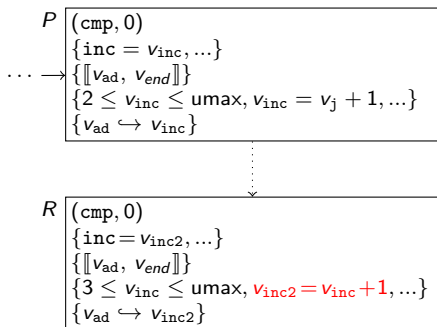 P (cmp, 0)
{inc = v_inc, ...}
··· → {⟦v_ad, v_end⟧}
{2 ≤ v_inc ≤ umax, v_inc = v_j + 1, ...}
{v_ad ↪ v_inc}
R (cmp, 0)
{inc = v_inc2, ...}
{⟦v_ad, v_end⟧}
{3 ≤ v_inc ≤ umax, v_inc2 = v_inc + 1, ...}
{v_ad ↪ v_inc2}